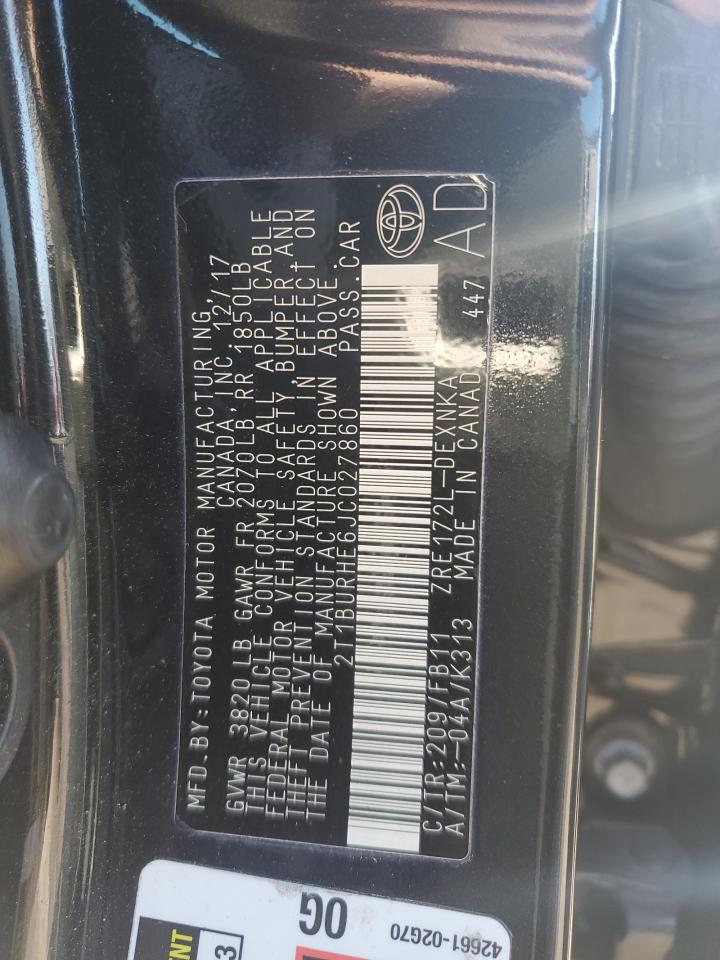 MFD.BY:TOYOTA MOTOR MANUFACTURING,
CANADA, INC. 12/17
GVWR 3820 LB GAWR FR 2070LB RR 1850LB
THIS VEHICLE CONFORMS TO ALL APPLICABLE
FEDERAL MOTOR VEHICLE SAFETY, BUMPER, AND
THEFT PREVENTION STANDARDS IN EFFECT ON
THE DATE OF MANUFACTURE SHOWN ABOVE.
2T1BURHE6JC027860 PASS.CAR
C/TR:209/FB11 ZRE172L-DEXNKA
A/TM:-04A/K313 MADE IN CANADA 447
AD
OG
42661-02G70
3